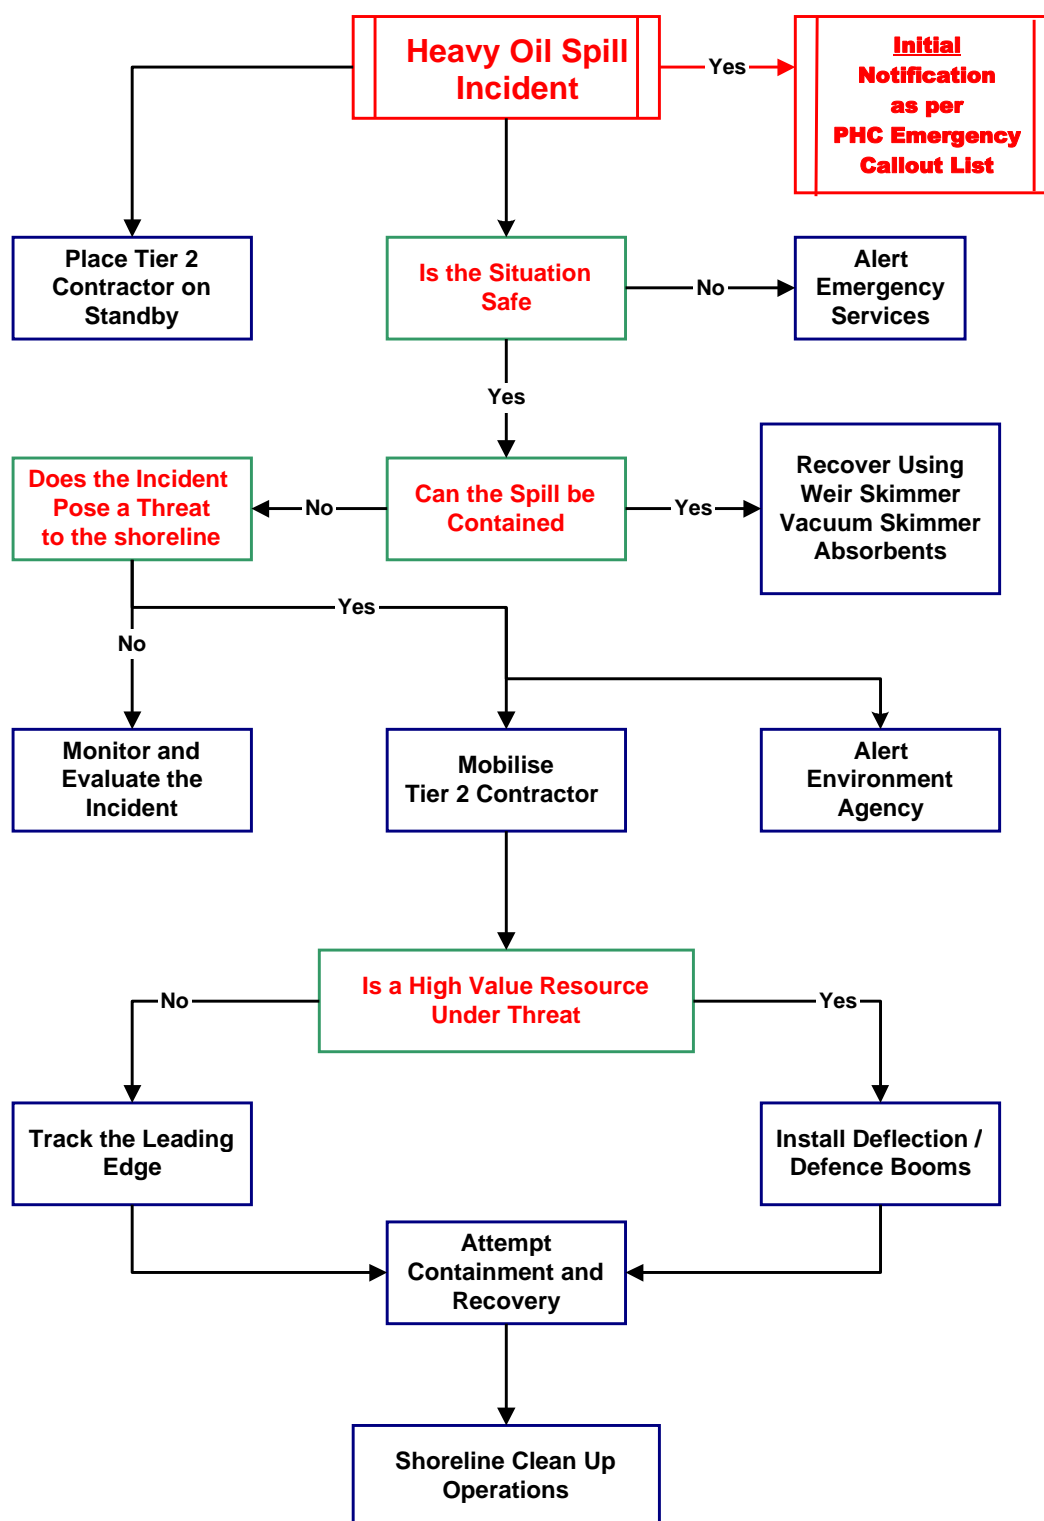 Heavy Oil Spill
Incident
Yes
Initial
Notification
as per
PHC Emergency
Callout List
Place Tier 2
Contractor on
Standby
Is the Situation
Safe
No
Alert
Emergency
Services
Yes
Does the Incident
Pose a Threat
to the shoreline
No
Can the Spill be
Contained
Yes
Recover Using
Weir Skimmer
Vacuum Skimmer
Absorbents
Yes
No
Monitor and
Evaluate the
Incident
Mobilise
Tier 2 Contractor
Alert
Environment
Agency
No
Is a High Value Resource
Under Threat
Yes
Track the Leading
Edge
Install Deflection /
Defence Booms
Attempt
Containment and
Recovery
Shoreline Clean Up
Operations